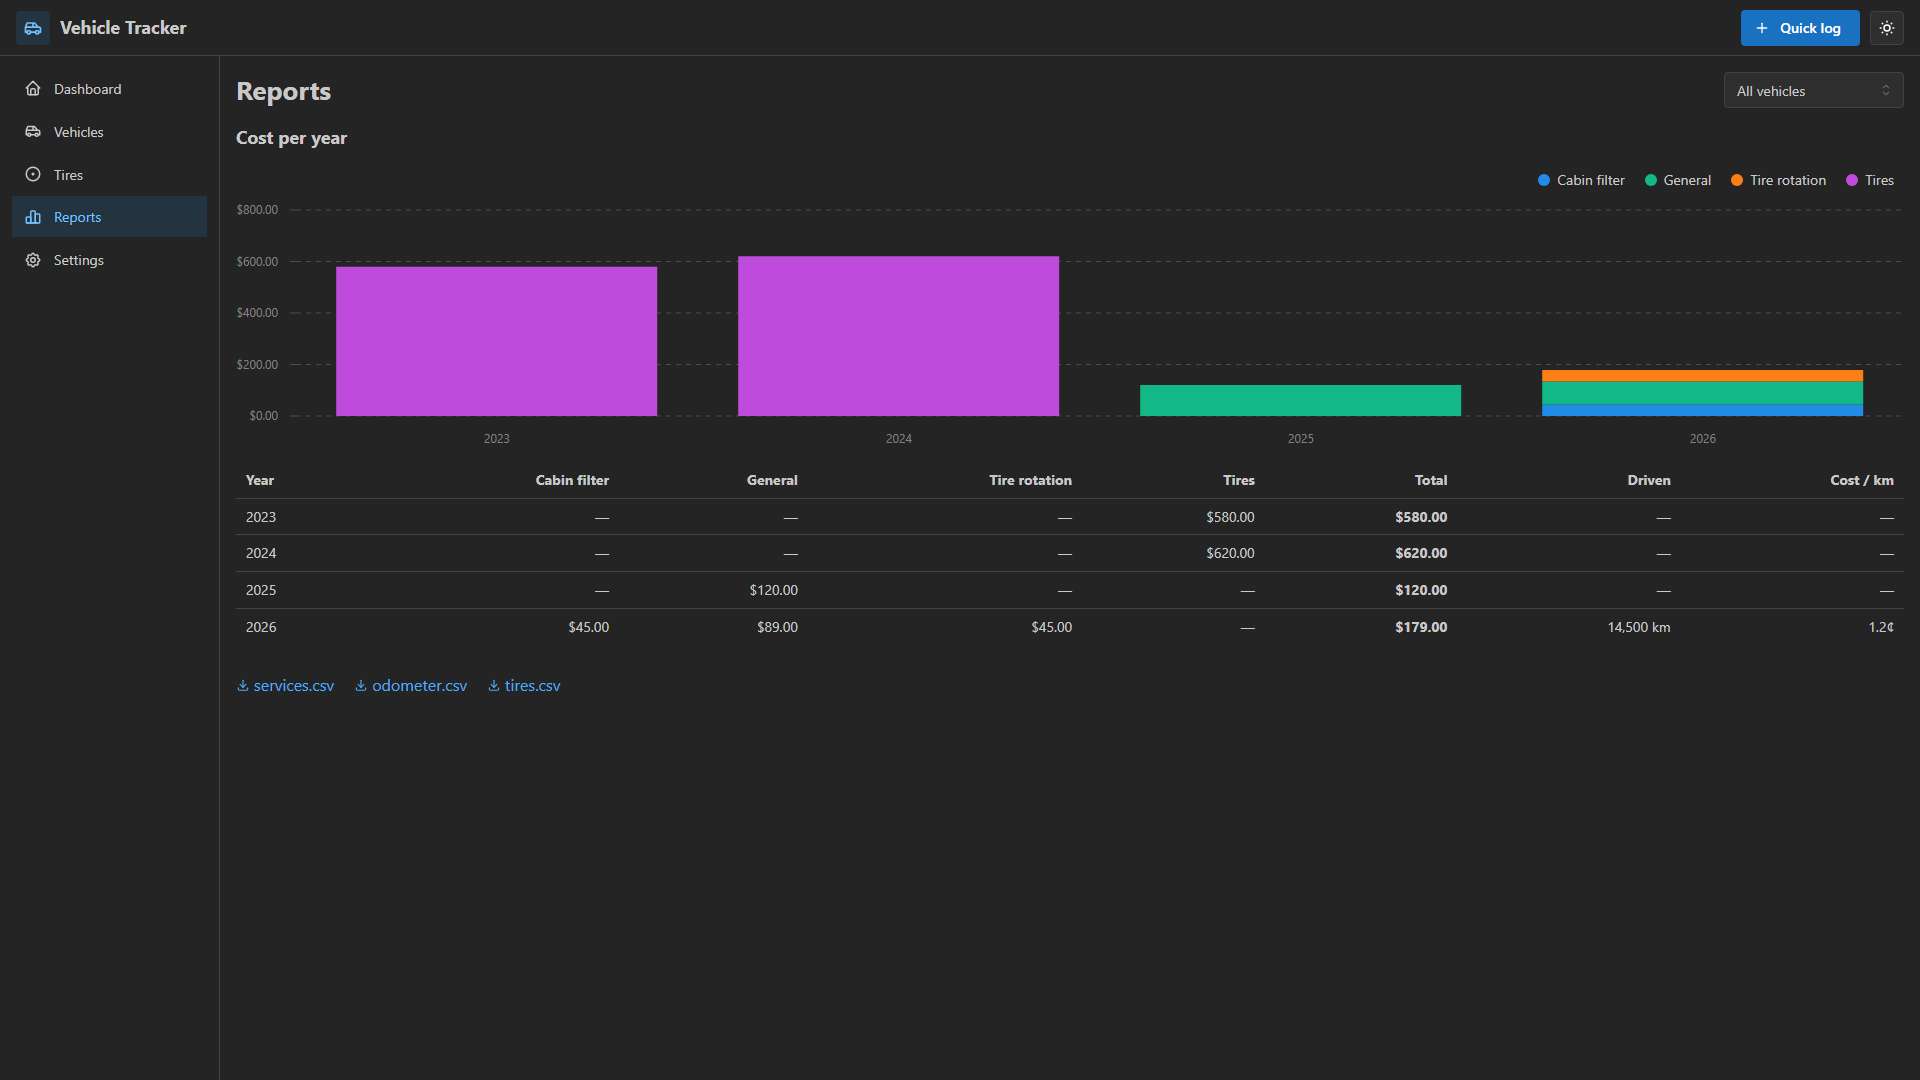 Vehicle Tracker
Quick log
Dashboard
Vehicles
Tires
Reports
Settings
Reports
All vehicles
Cost per year
Cabin filter General Tire rotation Tires
$800.00
$600.00
$400.00
$200.00
$0.00
2023 2024 2025 2026
Year Cabin filter General Tire rotation Tires Total Driven Cost / km
2023 — — — $580.00 $580.00 — —
2024 — — — $620.00 $620.00 — —
2025 — $120.00 — — $120.00 — —
2026 $45.00 $89.00 $45.00 — $179.00 14,500 km 1.2¢
services.csv odometer.csv tires.csv